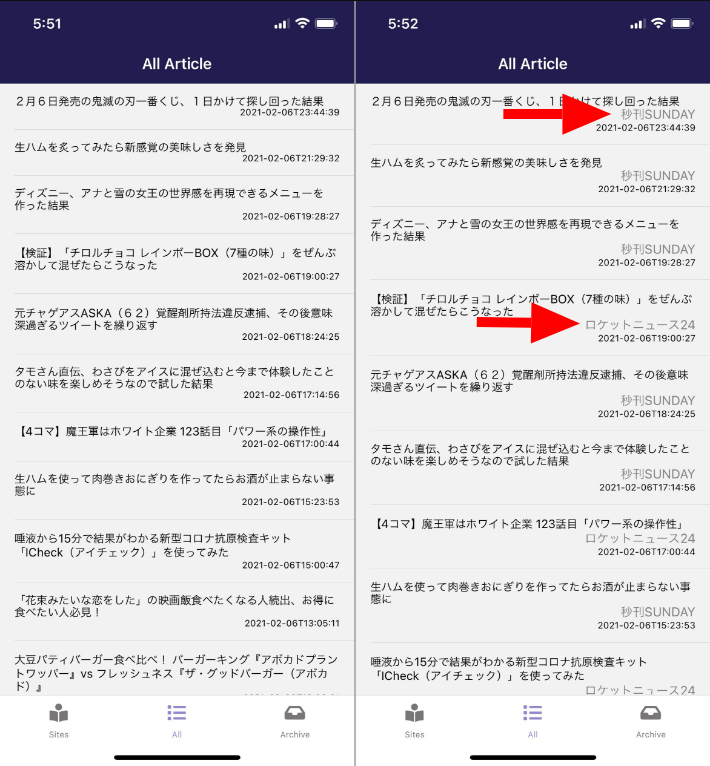 5:51
All Article
2月6日発売の鬼滅の刃一番くじ、1日かけて探し回った結果
2021-02-06T23:44:39
生ハムを炙ってみたら新感覚の美味しさを発見
2021-02-06T21:29:32
ディズニー、アナと雪の女王の世界感を再現できるメニューを
作った結果
2021-02-06T19:28:27
【検証】「チロルチョコ レインボーBOX（7種の味）」をぜんぶ
溶かして混ぜたらこうなった
2021-02-06T19:00:27
元チャゲアスASKA（６２）覚醒剤所持法違反逮捕、その後意味
深過ぎるツイートを繰り返す
2021-02-06T18:24:25
タモさん直伝、わさびをアイスに混ぜ込むと今まで体験したこと
のない味を楽しめそうなので試した結果
2021-02-06T17:14:56
【4コマ】魔王軍はホワイト企業 123話目「パワー系の操作性」
2021-02-06T17:00:44
生ハムを使って肉巻きおにぎりを作ってたらお酒が止まらない事
態に
2021-02-06T15:23:53
唾液から15分で結果がわかる新型コロナ抗原検査キット
「ICheck（アイチェック）」を使ってみた
2021-02-06T15:00:47
「花束みたいな恋をした」の映画飯食べたくなる人続出、お得に
食べたい人必見！
2021-02-06T13:05:11
大豆パティバーガー食べ比べ！ バーガーキング『アボカドプラン
トワッパー』vs フレッシュネス『ザ・グッドバーガー（アボカ
ド）』
Sites
All
Archive
5:52
All Article
2月6日発売の鬼滅の刃一番くじ、1日かけて探し回った結果
秒刊SUNDAY
2021-02-06T23:44:39
生ハムを炙ってみたら新感覚の美味しさを発見
秒刊SUNDAY
2021-02-06T21:29:32
ディズニー、アナと雪の女王の世界感を再現できるメニューを
作った結果
秒刊SUNDAY
2021-02-06T19:28:27
【検証】「チロルチョコ レインボーBOX（7種の味）」をぜんぶ
溶かして混ぜたらこうなった
ロケットニュース24
2021-02-06T19:00:27
元チャゲアスASKA（６２）覚醒剤所持法違反逮捕、その後意味
深過ぎるツイートを繰り返す
秒刊SUNDAY
2021-02-06T18:24:25
タモさん直伝、わさびをアイスに混ぜ込むと今まで体験したこと
のない味を楽しめそうなので試した結果
秒刊SUNDAY
2021-02-06T17:14:56
【4コマ】魔王軍はホワイト企業 123話目「パワー系の操作性」
ロケットニュース24
2021-02-06T17:00:44
生ハムを使って肉巻きおにぎりを作ってたらお酒が止まらない事
態に
秒刊SUNDAY
2021-02-06T15:23:53
唾液から15分で結果がわかる新型コロナ抗原検査キット
「ICheck（アイチェック）」を使ってみた
ロケットニュース24
Sites
All
Archive